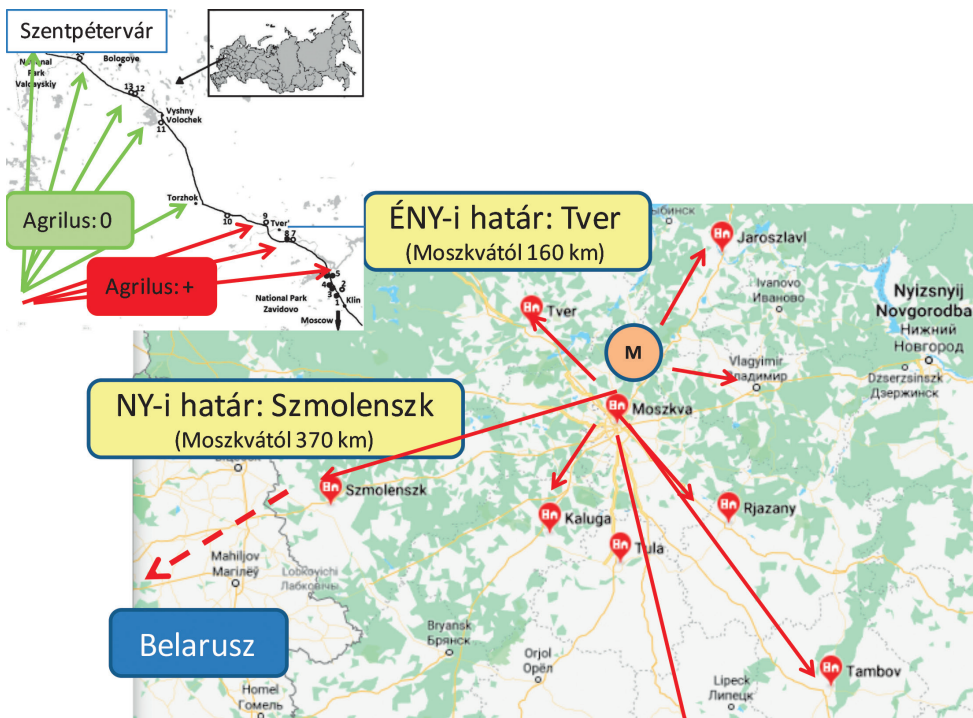 Szentpétervár
Park
Valdayskiy
Bologoye
13 12
Vyshny
Volochek
11
Torzhok
10
9
Tver'
8 7
Agrilus: 0
Agrilus: +
5
4
2
3
1
Klin
National Park
Zavidovo
Moscow
ÉNY-i határ: Tver
(Moszkvától 160 km)
Jaroszlavl
Ivanovo
Иваново
Nyizsnyij
Novgorodba
Нижний
Новгород
Tver
M
Vlagyimir
Владимир
Dzserzsinszk
Дзержинск
NY-i határ: Szmolenszk
(Moszkvától 370 km)
Moszkva
Szmolenszk
Kaluga
Rjazany
Tula
Mahiljov
Магілёў
Lobkovichi
Лабковічы
Belarusz
Bryansk
Брянск
Orjol
Орёл
Lipeck
Липецк
Tambov
Homel
Гомель